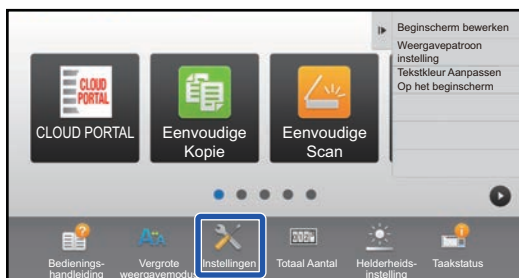 Beginscherm bewerken
Weergavepatroon
instelling
Tekstkleur Aanpassen
Op het beginscherm
CLOUD
PORTAL
CLOUD PORTAL
Eenvoudige
Kopie
Eenvoudige
Scan
Bedienings-
handleiding
Vergrote
weergavemodus
Instellingen
Totaal Aantal
Helderheids-
instelling
Taakstatus